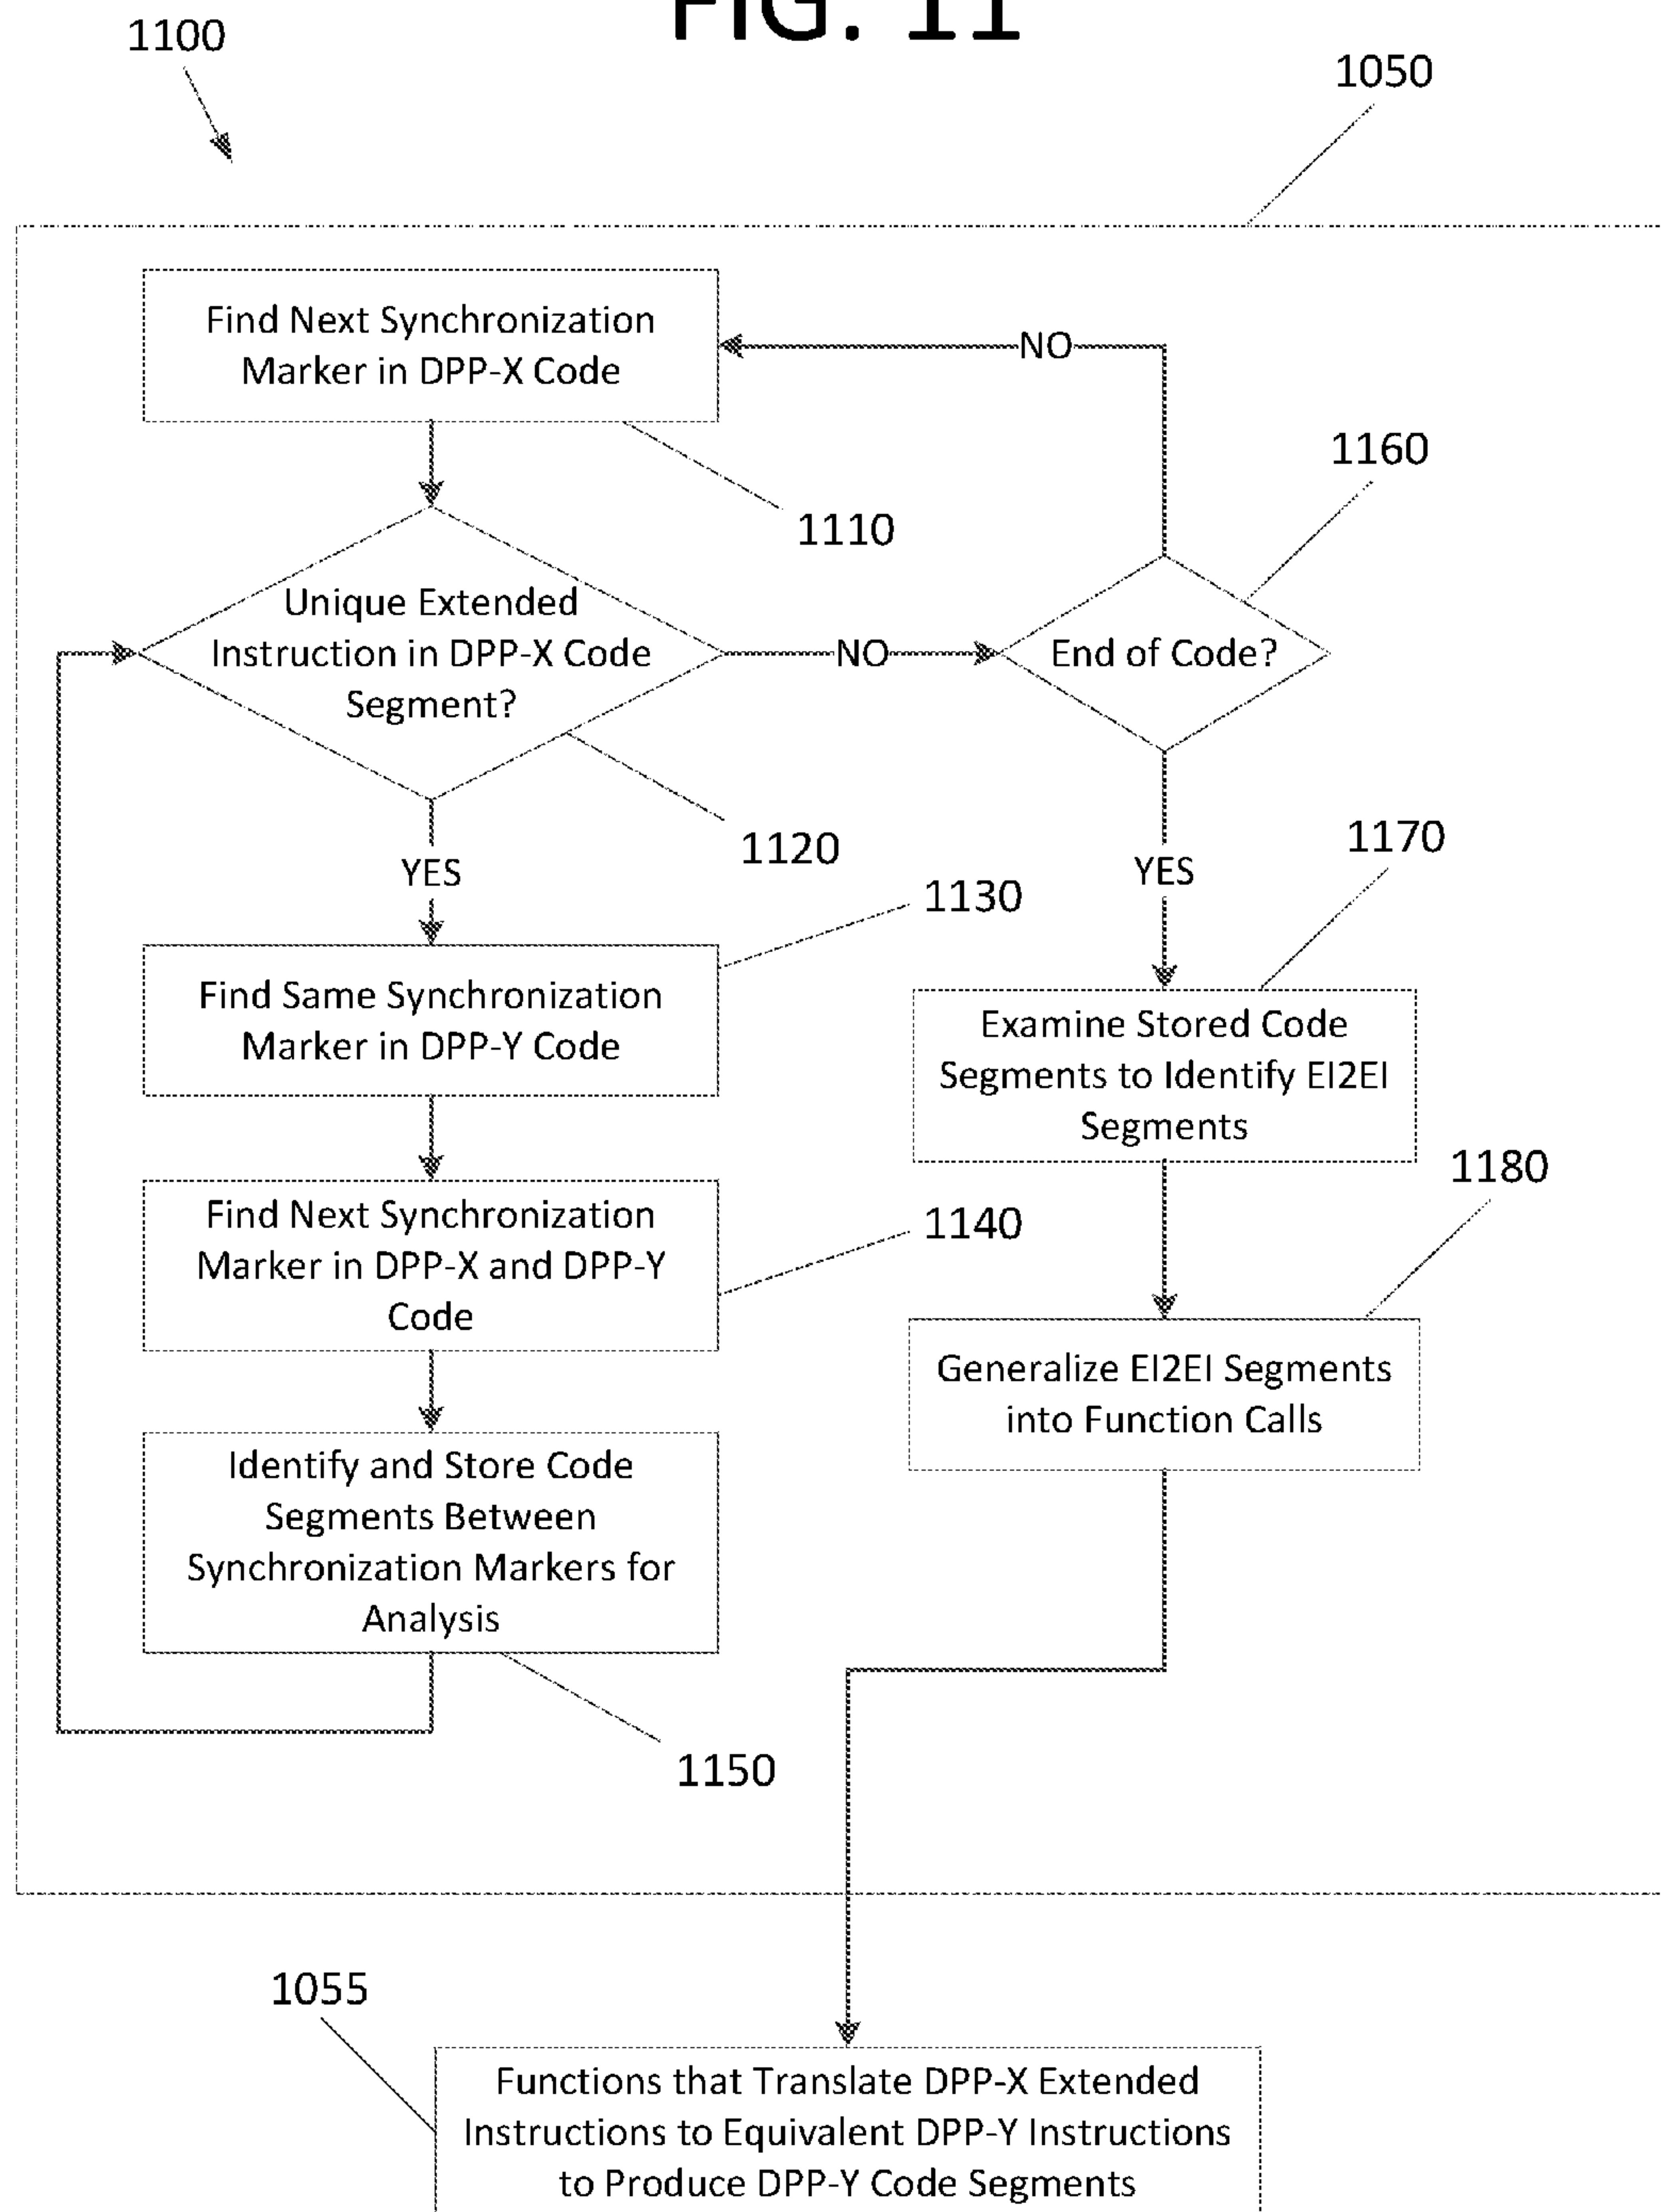 FIG. 11
1100
1050
Find Next Synchronization
Marker in DPP-X Code
NO
1110
1160
Unique Extended
Instruction in DPP-X Code
Segment?
NO
End of Code?
1120
YES
YES
1130
1170
Find Same Synchronization
Marker in DPP-Y Code
Examine Stored Code
Segments to Identify EI2EI
Segments
1140
1180
Find Next Synchronization
Marker in DPP-X and DPP-Y
Code
Generalize EI2EI Segments
into Function Calls
Identify and Store Code
Segments Between
Synchronization Markers for
Analysis
1150
1055
Functions that Translate DPP-X Extended
Instructions to Equivalent DPP-Y Instructions
to Produce DPP-Y Code Segments